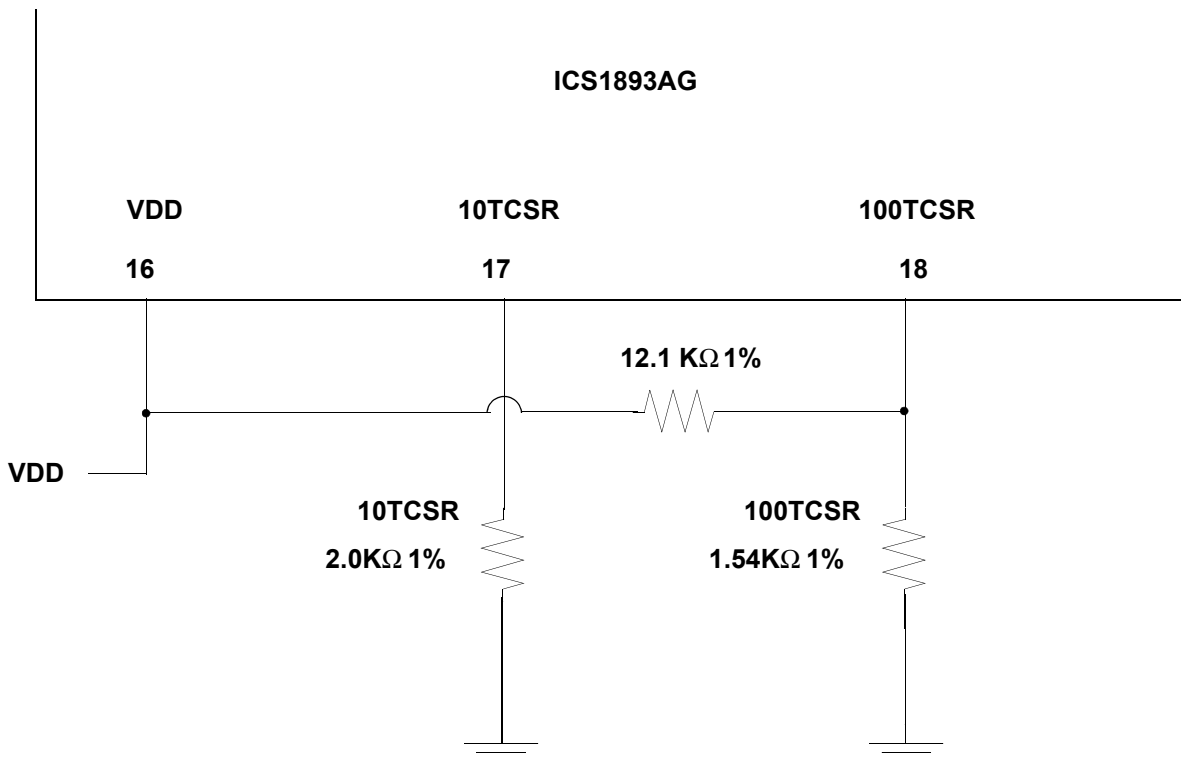 ICS1893AG
VDD 10TCSR 100TCSR
16 17 18
12.1 KΩ 1%
VDD
10TCSR 100TCSR
2.0KΩ 1% 1.54KΩ 1%